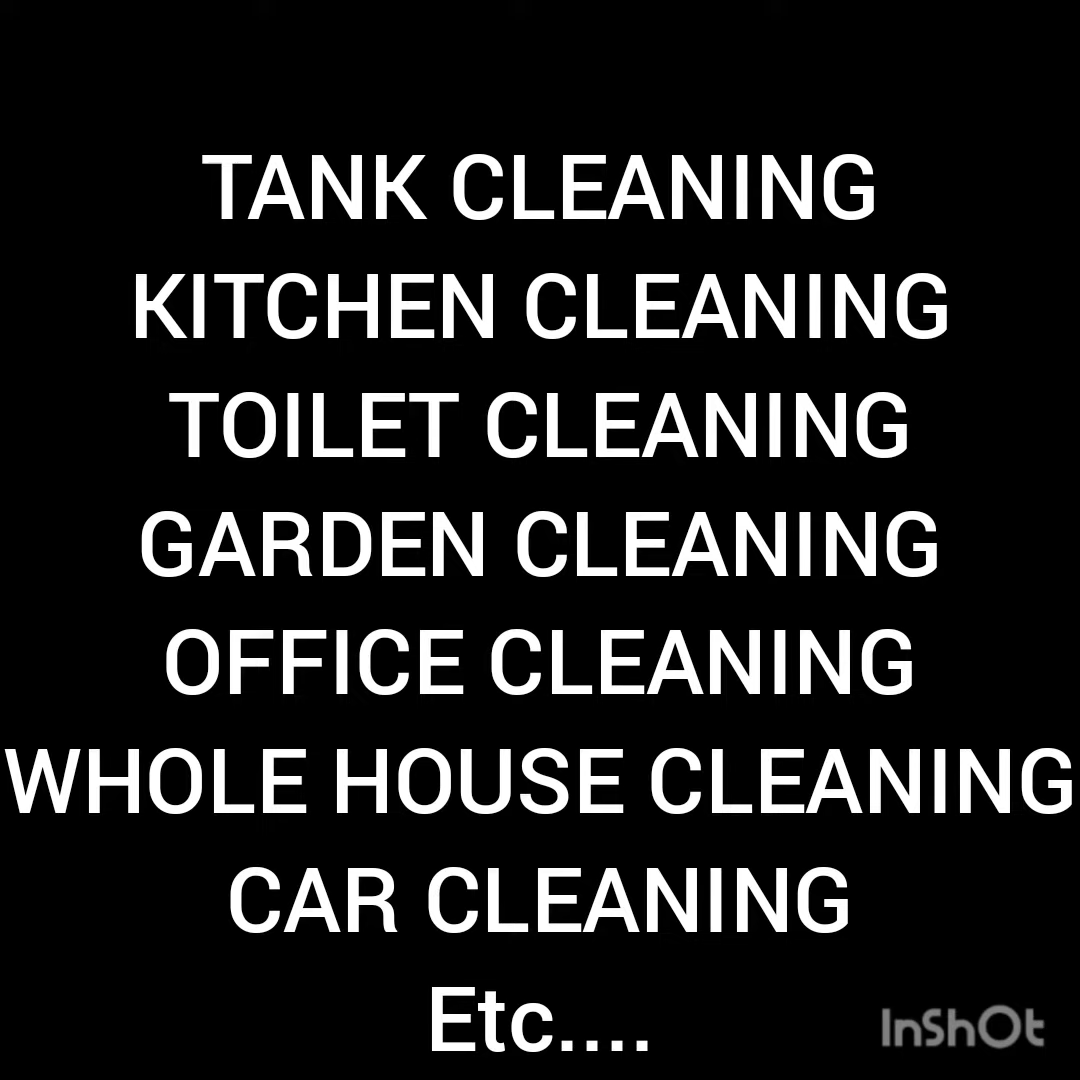 TANK CLEANING
KITCHEN CLEANING
TOILET CLEANING
GARDEN CLEANING
OFFICE CLEANING
WHOLE HOUSE CLEANING
CAR CLEANING
Etc....
InShOt